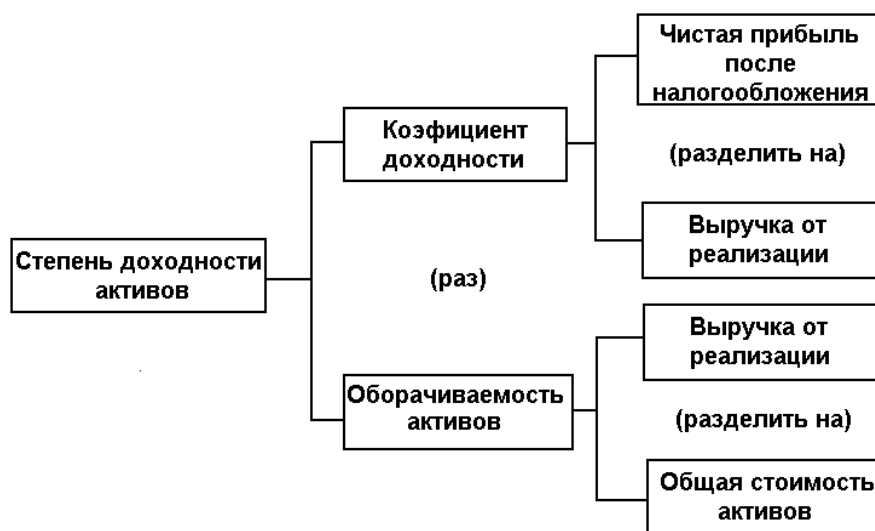 Чистая прибыль
после
налогообложения
Коэфициент
доходности
(разделить на)
Выручка от
реализации
Степень доходности
активов
(раз)
Выручка от
реализации
Оборачиваемость
активов
(разделить на)
Общая стоимость
активов